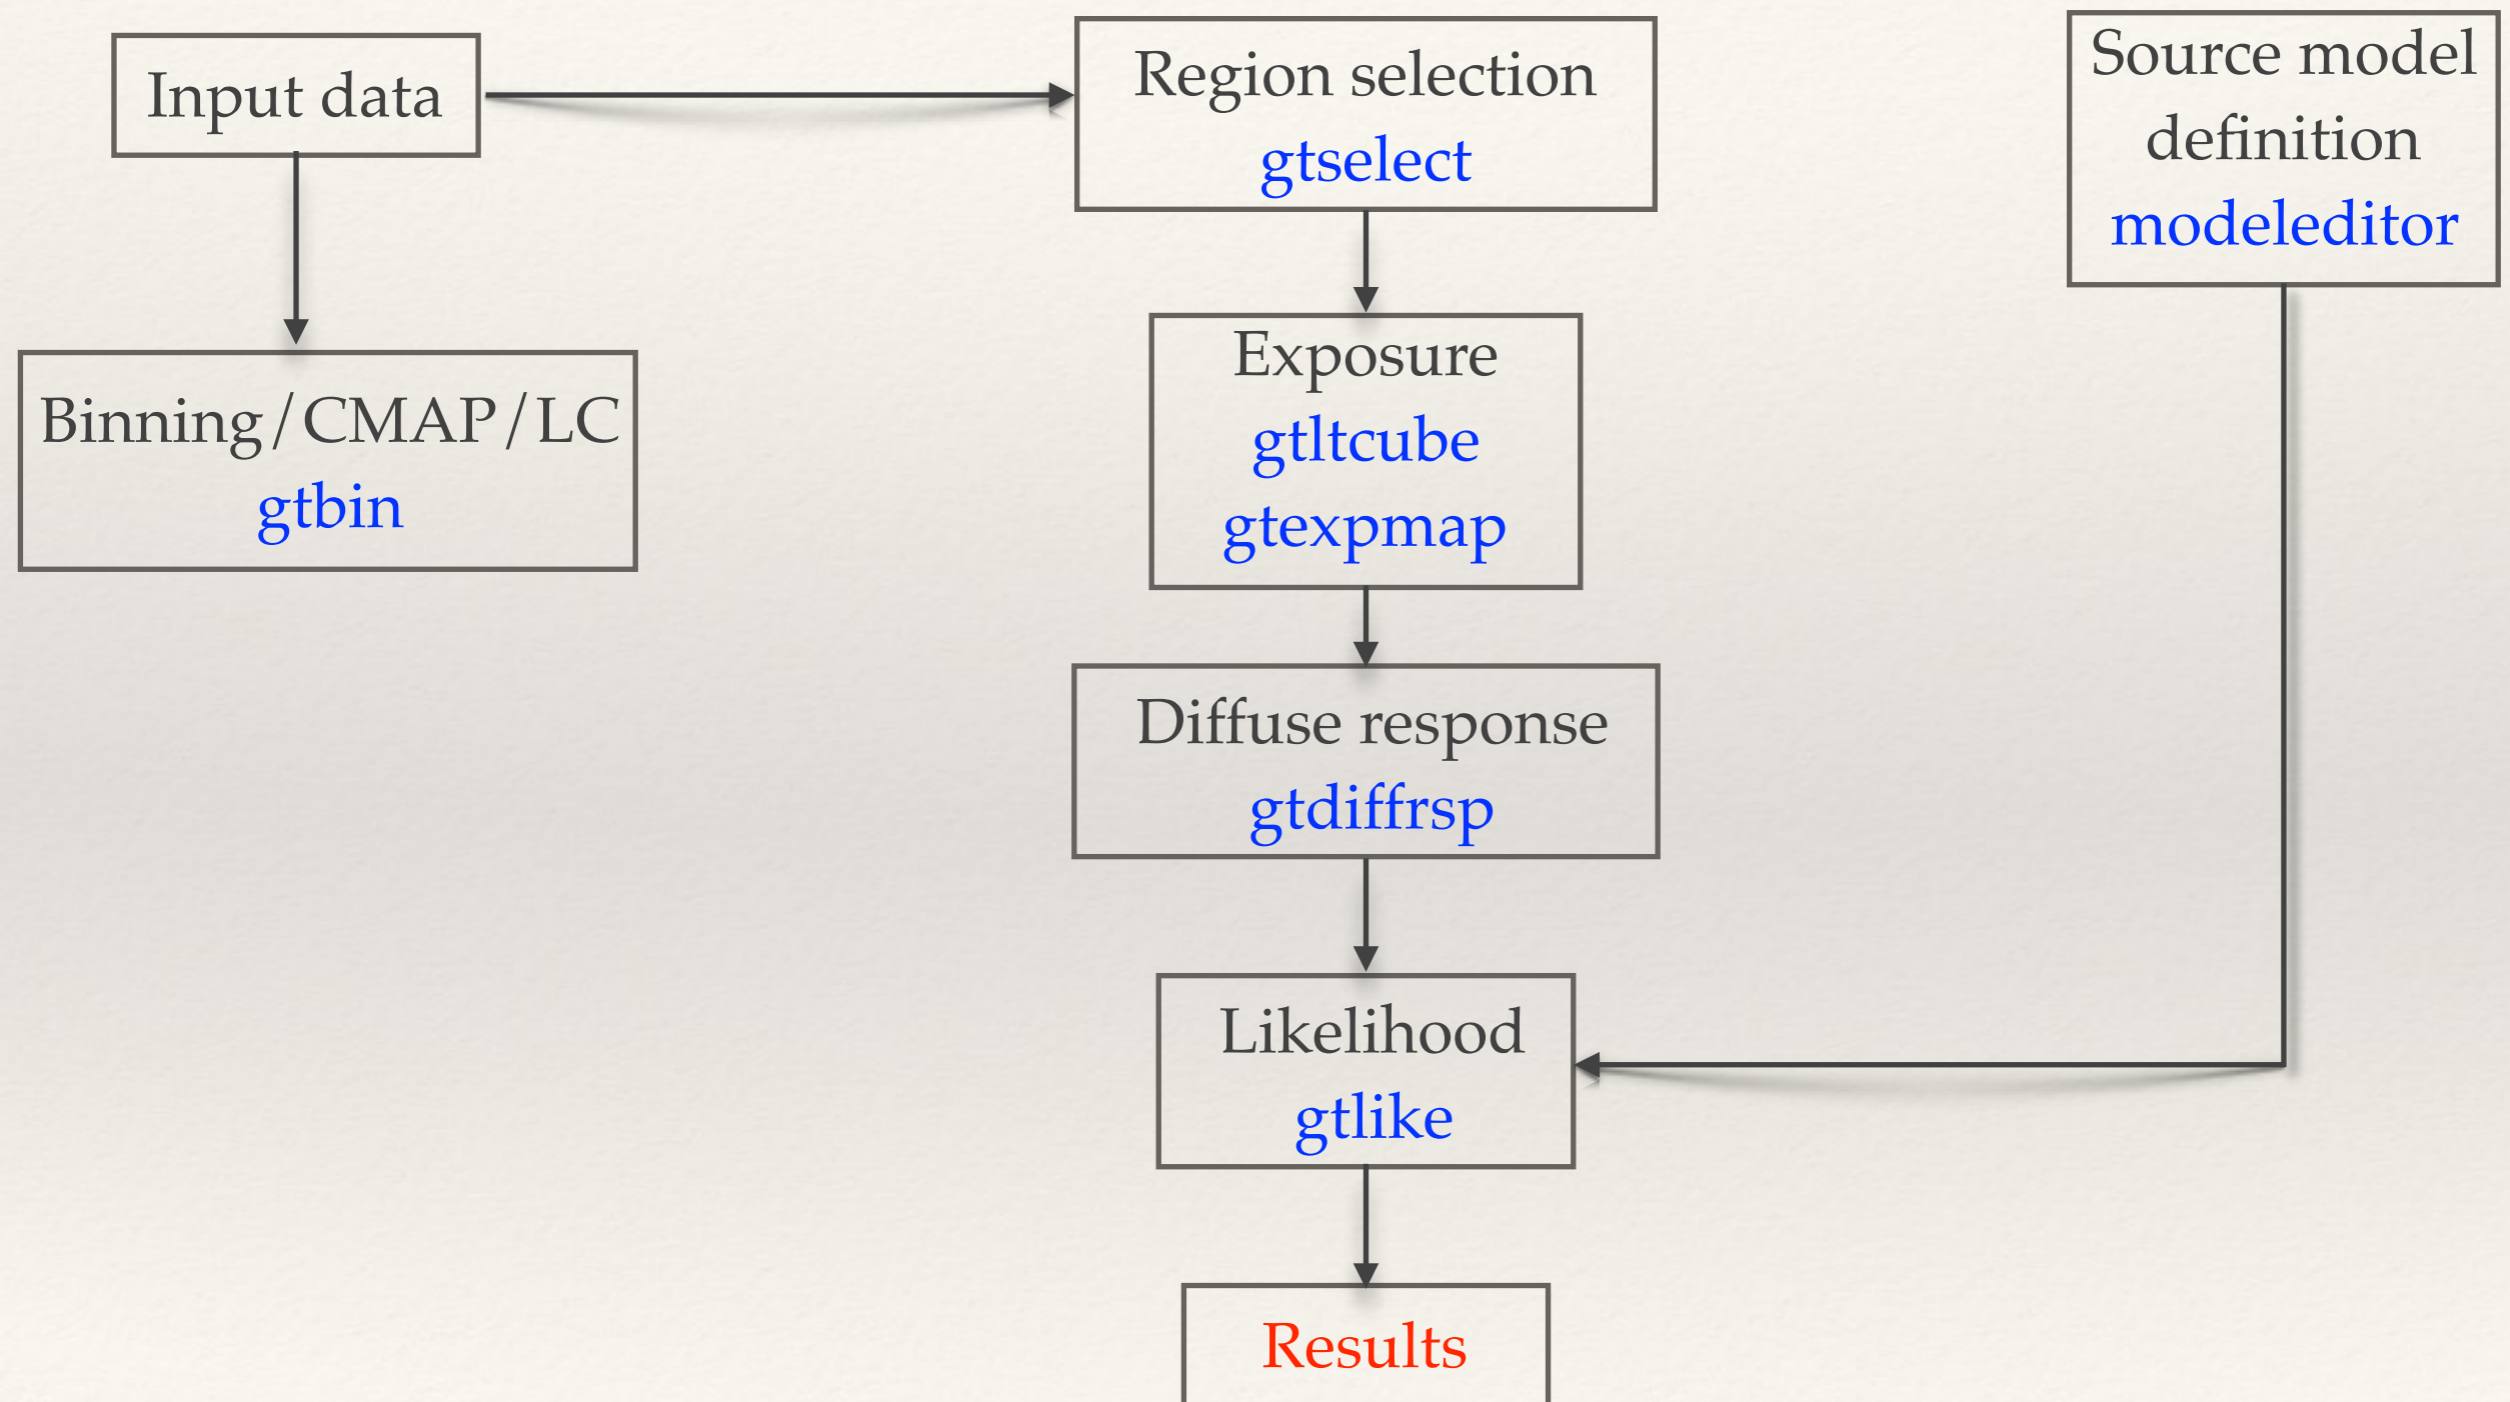 Input data
Region selection
gtselect
Source model
definition
modeleditor
Binning/CMAP/LC
gtbin
Exposure
gtltcube
gtexpmap
Diffuse response
gtdiffrsp
Likelihood
gtlike
Results